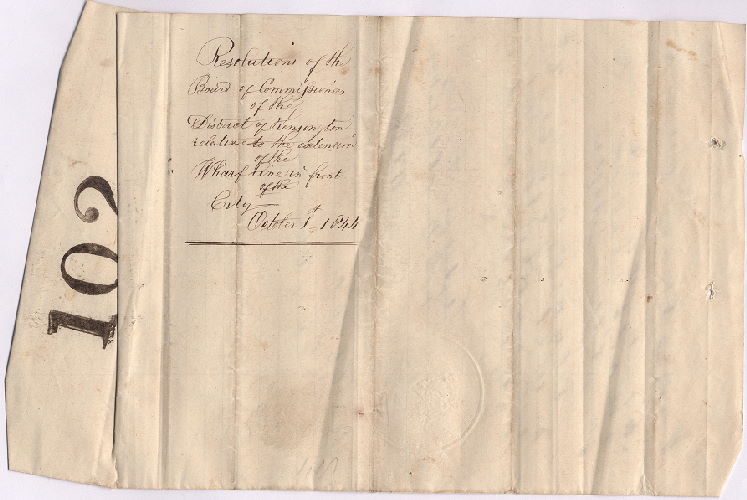 Resolutions of the
Board of Commissioners
of the
District of Kensington
relative to the extension
of the
Wharf line in front
of the
October 1st 1844
102